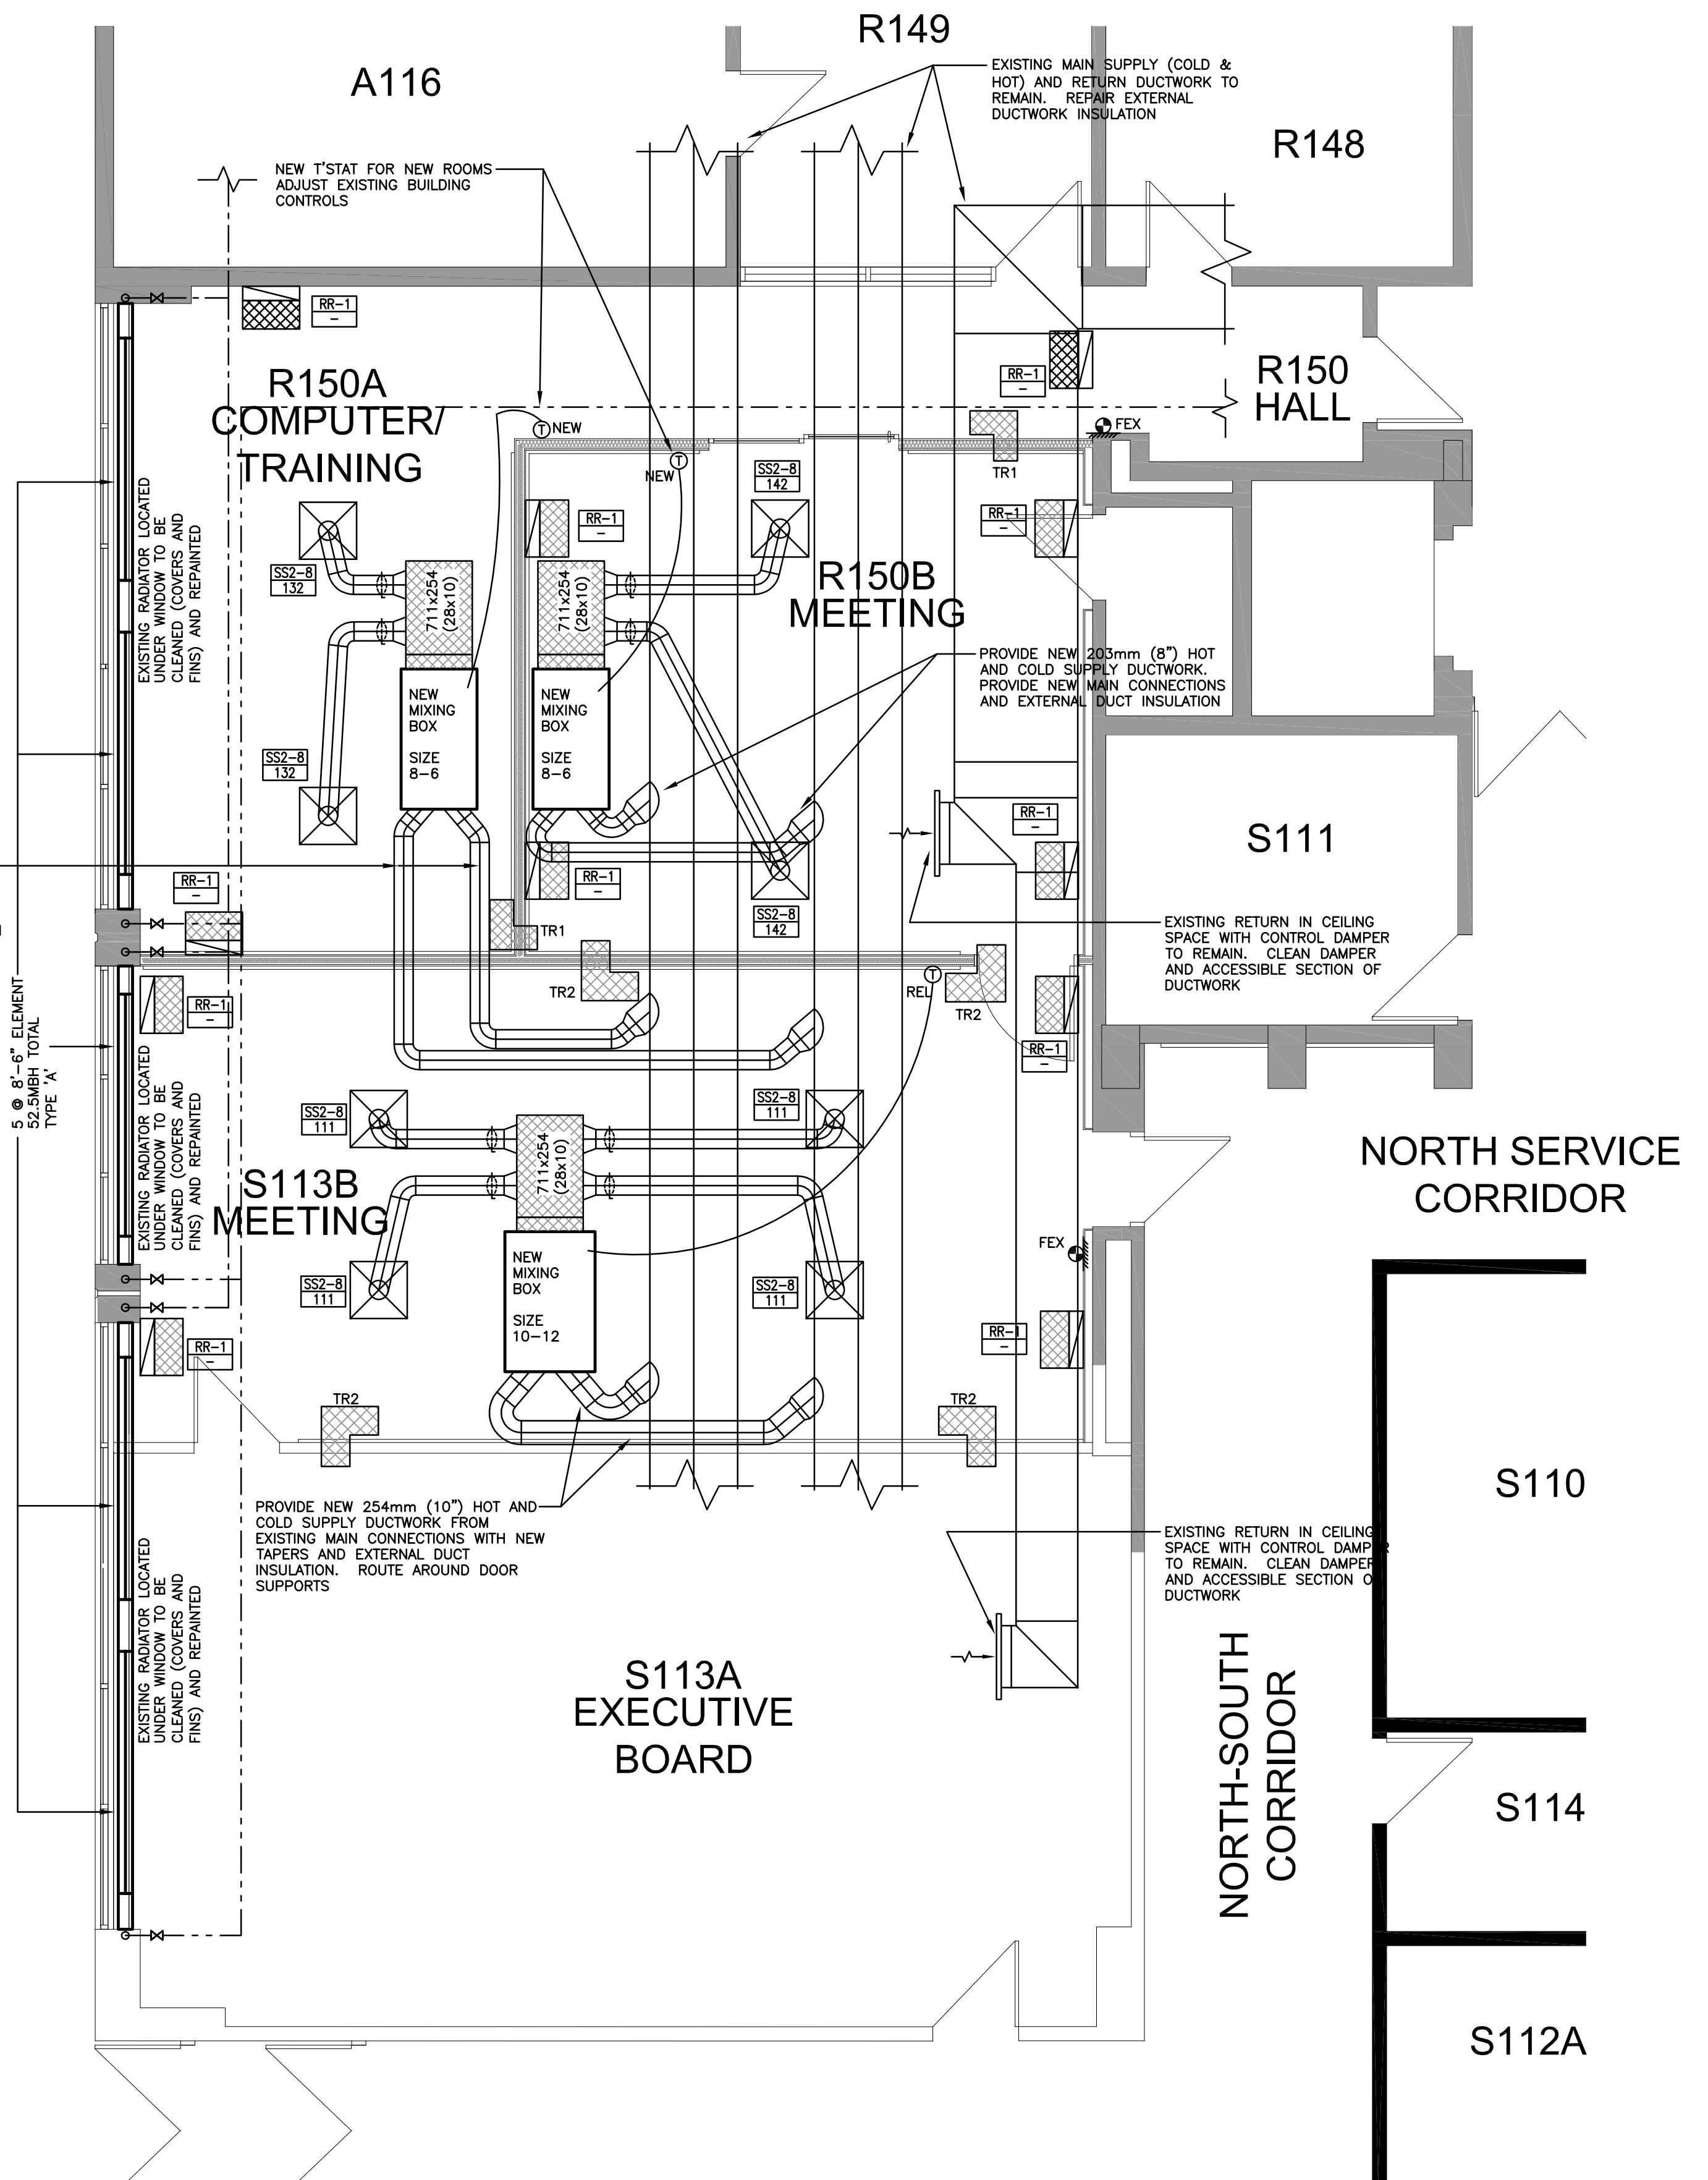 R149
A116
EXISTING MAIN SUPPLY (COLD &
HOT) AND RETURN DUCTWORK TO
REMAIN. REPAIR EXTERNAL
DUCTWORK INSULATION
R148
NEW T'STAT FOR NEW ROOMS
ADJUST EXISTING BUILDING
CONTROLS
RR-1
-
RR-1
-
R150A
COMPUTER/
TRAINING
R150
HALL
T NEW
FEX
T
NEW
SS2-8
142
TR1
EXISTING RADIATOR LOCATED
UNDER WINDOW TO BE
CLEANED (COVERS AND
FINS) AND REPAINTED
RR-1
-
RR-1
-
SS2-8
132
711x254
(28x10)
711x254
(28x10)
R150B
MEETING
PROVIDE NEW 203mm (8") HOT
AND COLD SUPPLY DUCTWORK.
PROVIDE NEW MAIN CONNECTIONS
AND EXTERNAL DUCT INSULATION
NEW
MIXING
BOX
SIZE
8-6
NEW
MIXING
BOX
SIZE
8-6
SS2-8
132
RR-1
-
S111
RR-1
-
RR-1
-
SS2-8
142
TR1
EXISTING RETURN IN CEILING
SPACE WITH CONTROL DAMPER
TO REMAIN. CLEAN DAMPER
AND ACCESSIBLE SECTION OF
DUCTWORK
TR2
T
REL
TR2
RR-1
-
RR-1
-
5 @ 8'-6" ELEMENT
52.5MBH TOTAL
TYPE 'A'
EXISTING RADIATOR LOCATED
UNDER WINDOW TO BE
CLEANED (COVERS AND
FINS) AND REPAINTED
SS2-8
111
SS2-8
111
711x254
(28x10)
NORTH SERVICE
CORRIDOR
S113B
MEETING
NEW
MIXING
BOX
SIZE
10-12
FEX
SS2-8
111
SS2-8
111
RR-1
-
RR-1
-
TR2
TR2
S110
PROVIDE NEW 254mm (10") HOT AND
COLD SUPPLY DUCTWORK FROM
EXISTING MAIN CONNECTIONS WITH NEW
TAPERS AND EXTERNAL DUCT
INSULATION. ROUTE AROUND DOOR
SUPPORTS
EXISTING RETURN IN CEILING
SPACE WITH CONTROL DAMPER
TO REMAIN. CLEAN DAMPER
AND ACCESSIBLE SECTION O
DUCTWORK
EXISTING RADIATOR LOCATED
UNDER WINDOW TO BE
CLEANED (COVERS AND
FINS) AND REPAINTED
S113A
EXECUTIVE
BOARD
NORTH-SOUTH
CORRIDOR
S114
S112A